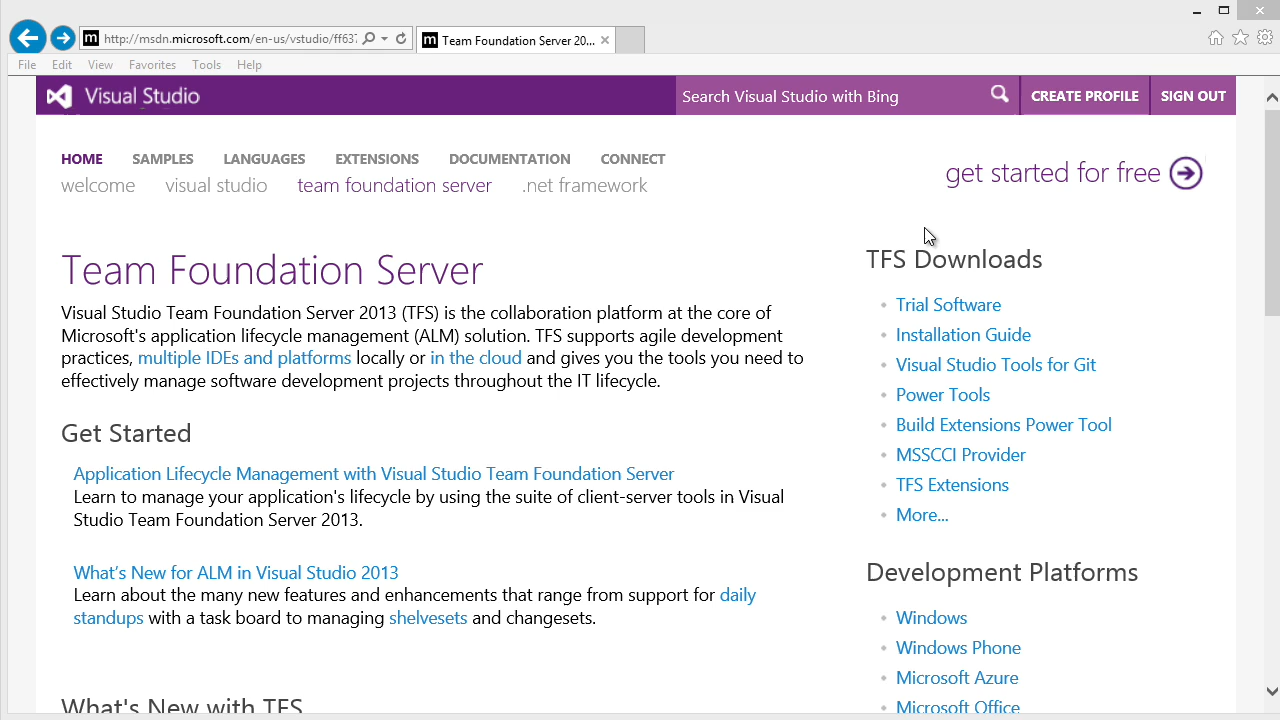 http://msdn.microsoft.com/en-us/vstudio/ff637
m Team Foundation Server 20...
File Edit View Favorites Tools Help
Visual Studio
Search Visual Studio with Bing
CREATE PROFILE
SIGN OUT
HOME SAMPLES LANGUAGES EXTENSIONS DOCUMENTATION CONNECT
welcome visual studio team foundation server .net framework
get started for free
Team Foundation Server
Visual Studio Team Foundation Server 2013 (TFS) is the collaboration platform at the core of
Microsoft's application lifecycle management (ALM) solution. TFS supports agile development
practices, multiple IDEs and platforms locally or in the cloud and gives you the tools you need to
effectively manage software development projects throughout the IT lifecycle.
Get Started
Application Lifecycle Management with Visual Studio Team Foundation Server
Learn to manage your application's lifecycle by using the suite of client-server tools in Visual
Studio Team Foundation Server 2013.
What's New for ALM in Visual Studio 2013
Learn about the many new features and enhancements that range from support for daily
standups with a task board to managing shelvesets and changesets.
What's New with TFS
TFS Downloads
Trial Software
Installation Guide
Visual Studio Tools for Git
Power Tools
Build Extensions Power Tool
MSSCCI Provider
TFS Extensions
More...
Development Platforms
Windows
Windows Phone
Microsoft Azure
Microsoft Office